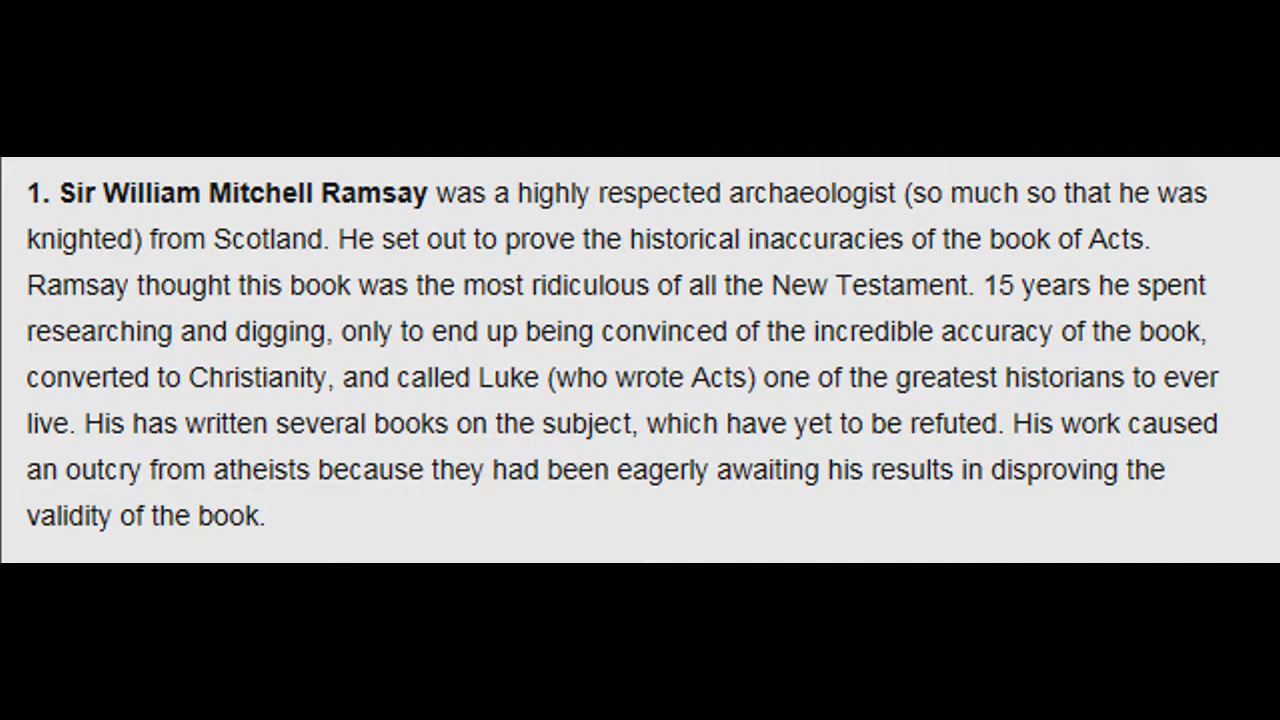 1. Sir William Mitchell Ramsay was a highly respected archaeologist (so much so that he was
knighted) from Scotland. He set out to prove the historical inaccuracies of the book of Acts.
Ramsay thought this book was the most ridiculous of all the New Testament. 15 years he spent
researching and digging, only to end up being convinced of the incredible accuracy of the book,
converted to Christianity, and called Luke (who wrote Acts) one of the greatest historians to ever
live. His has written several books on the subject, which have yet to be refuted. His work caused
an outcry from atheists because they had been eagerly awaiting his results in disproving the
validity of the book.